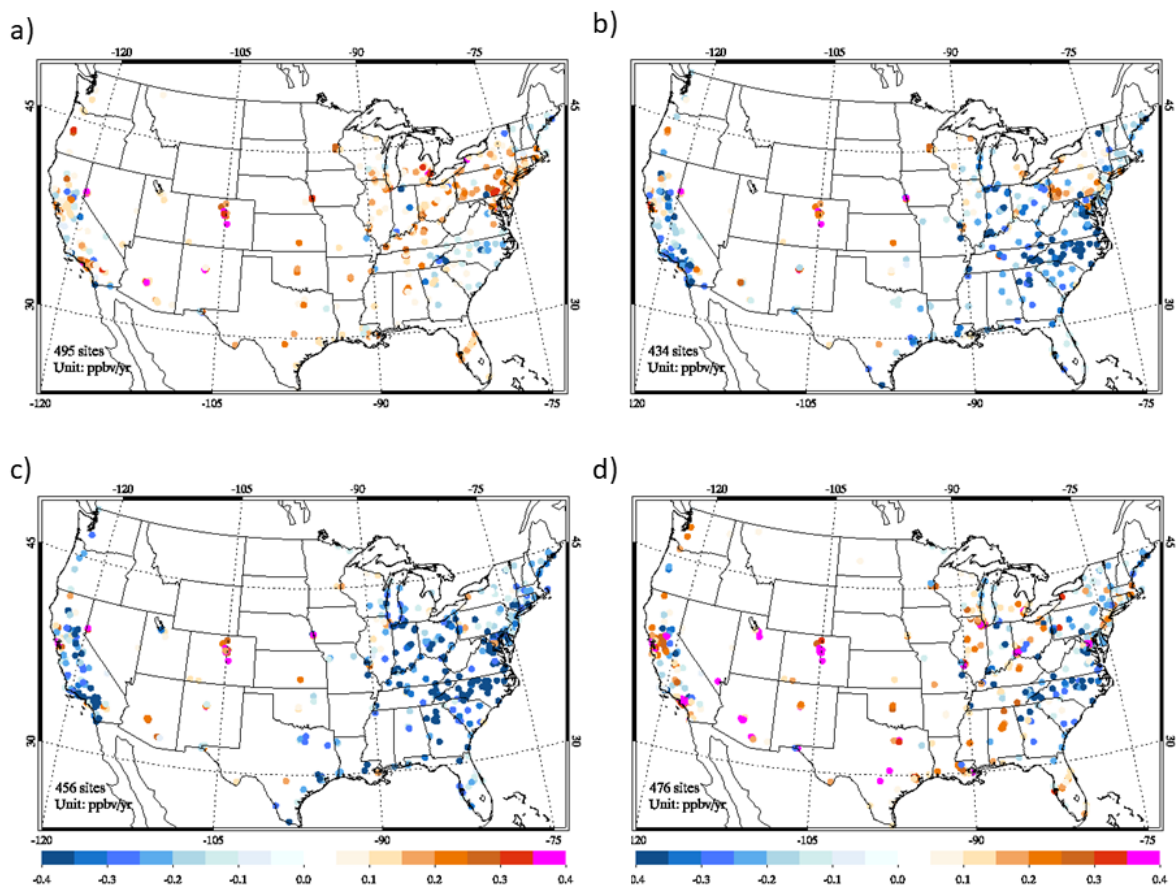 a)
b)
-120 -105 -90 -75
-120 -105 -90 -75
45 45
45 45
30 30
30 30
495 sites
Unit: ppbv/yr
434 sites
Unit: ppbv/yr
-120 -105 -90 -75
-120 -105 -90 -75
c)
d)
-120 -105 -90 -75
-120 -105 -90 -75
45 45
45 45
30 30
30 30
456 sites
Unit: ppbv/yr
476 sites
Unit: ppbv/yr
-120 -105 -90 -75
-120 -105 -90 -75
-0.4 -0.3 -0.2 -0.1 0.0 0.1 0.2 0.3 0.4
-0.4 -0.3 -0.2 -0.1 0.0 0.1 0.2 0.3 0.4